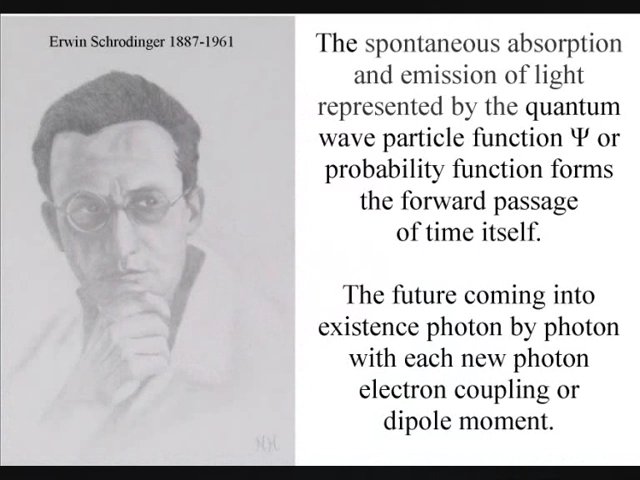 Erwin Schrodinger 1887-1961
The spontaneous absorption
and emission of light
represented by the quantum
wave particle function Ψ or
probability function forms
the forward passage
of time itself.
The future coming into
existence photon by photon
with each new photon
electron coupling or
dipole moment.